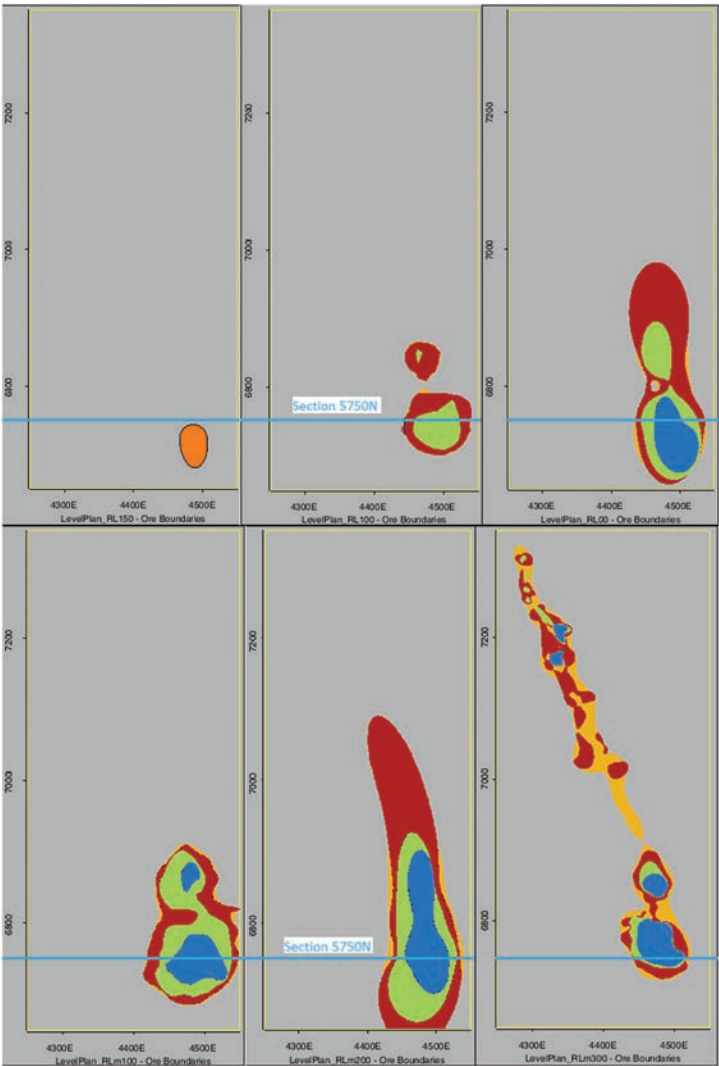 7200
7000
6800
4300E 4400E 4500E
LevelPlan_RL150 - Ore Boundaries
7200
7000
6800
Section 5750N
4300E 4400E 4500E
LevelPlan_RL100 - Ore Boundaries
7200
7000
6800
4300E 4400E 4500E
LevelPlan_RL00 - Ore Boundaries
7200
7000
6800
4300E 4400E 4500E
LevelPlan_RLm100 - Ore Boundaries
7200
7000
6800
Section 5750N
4300E 4400E 4500E
LevelPlan_RLm200 - Ore Boundaries
7200
7000
6800
4300E 4400E 4500E
LevelPlan_RLm300 - Ore Boundaries